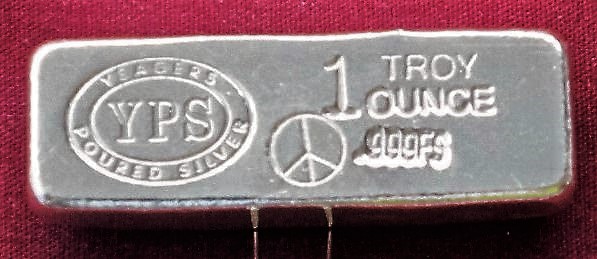 YEAGERS
YPS
POURED SILVER
1 TROY
OUNCE
.999FS